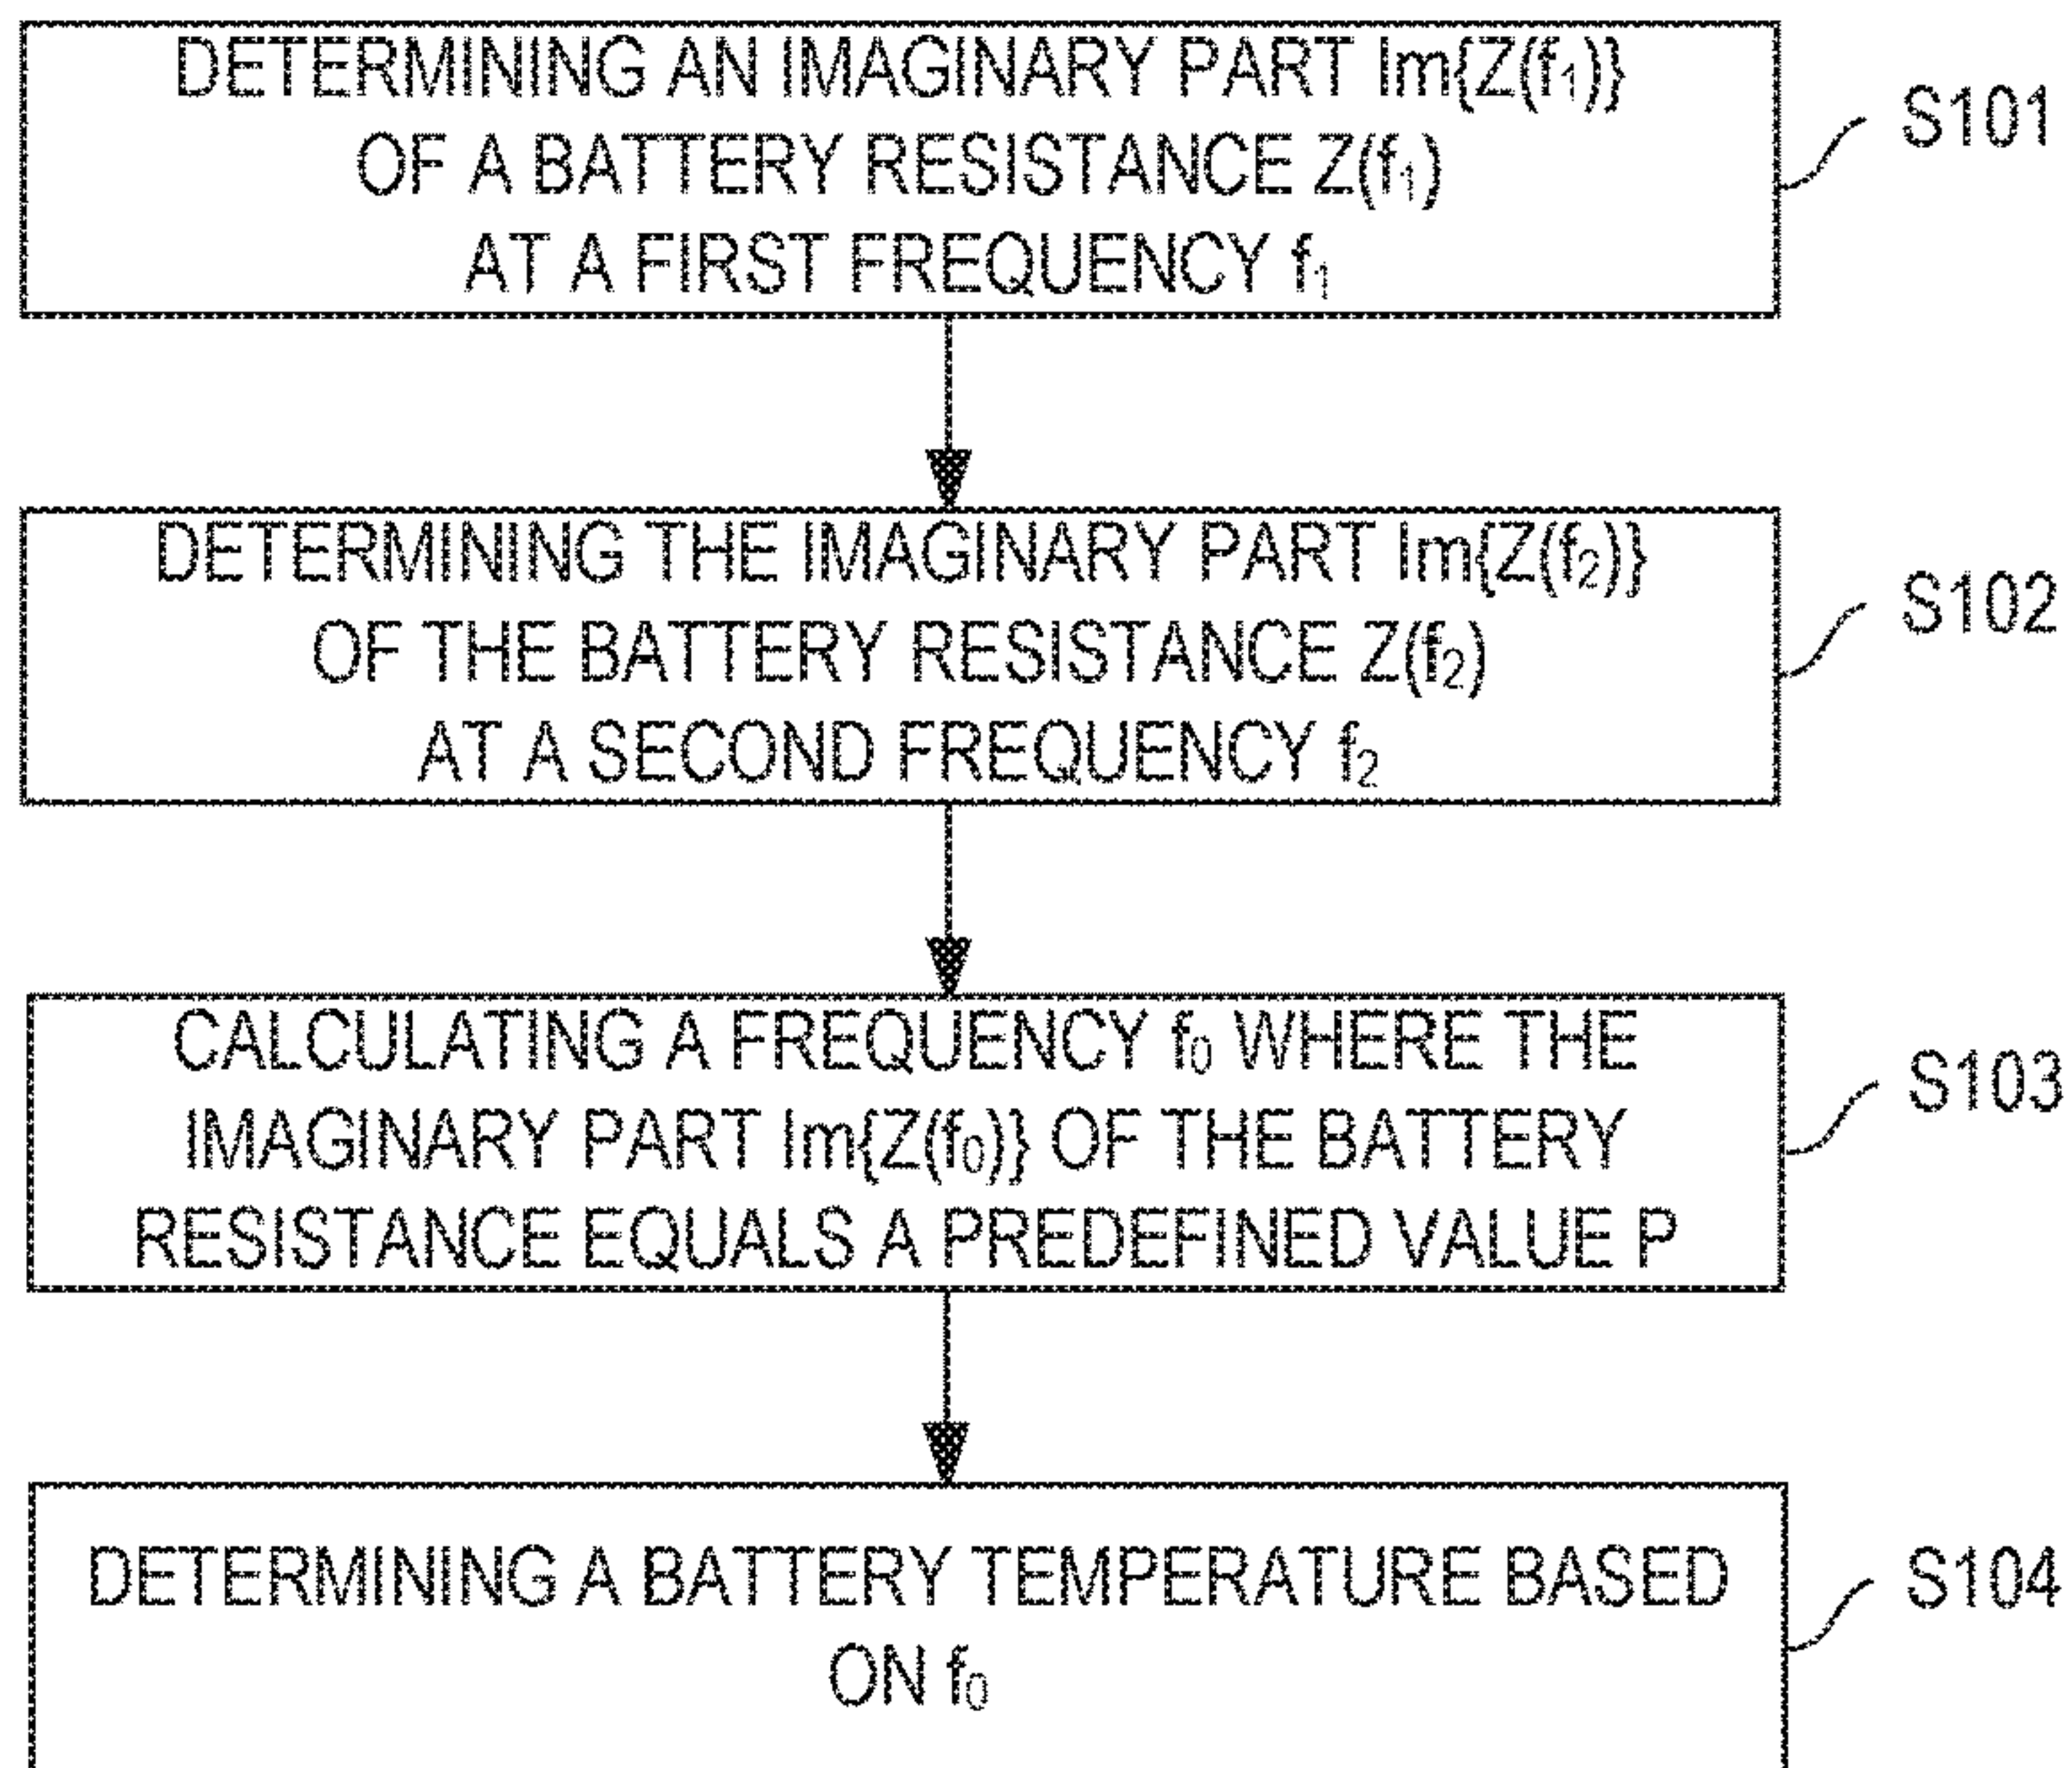 DETERMINING AN IMAGINARY PART Im{Z(f₁)}
OF A BATTERY RESISTANCE Z(f₁)
AT A FIRST FREQUENCY f₁
S101
DETERMINING THE IMAGINARY PART Im{Z(f₂)}
OF THE BATTERY RESISTANCE Z(f₂)
AT A SECOND FREQUENCY f₂
S102
CALCULATING A FREQUENCY f₀ WHERE THE
IMAGINARY PART Im{Z(f₀)} OF THE BATTERY
RESISTANCE EQUALS A PREDEFINED VALUE P
S103
DETERMINING A BATTERY TEMPERATURE BASED
ON f₀
S104